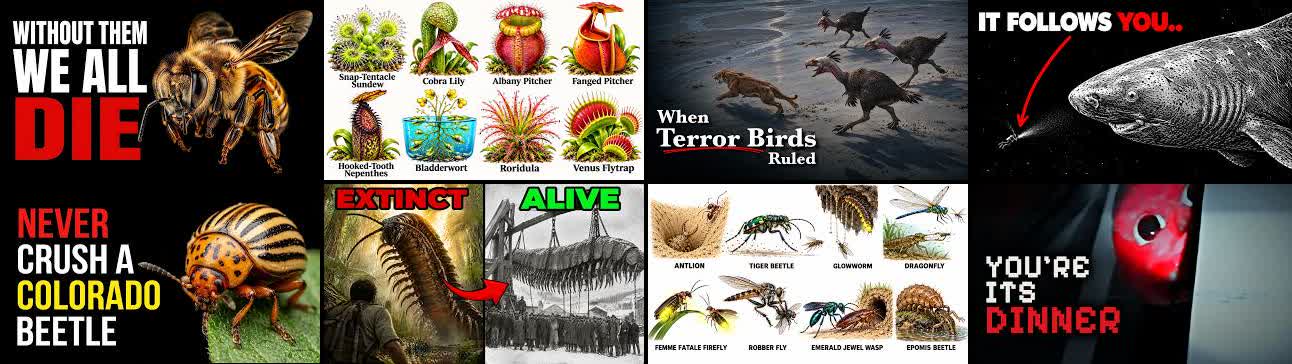 WITHOUT THEM
WE ALL
DIE
Snap-Tentacle
Sundew
Cobra Lily
Albany Pitcher
Fanged Pitcher
Hooked-Tooth
Nepenthes
Bladderwort
Roridula
Venus Flytrap
When
Terror Birds
Ruled
IT FOLLOWS YOU..
NEVER
CRUSH A
COLORADO
BEETLE
EXTINCT
ALIVE
ANTLION
TIGER BEETLE
GLOWWORM
DRAGONFLY
FEMME FATALE FIREFLY
ROBBER FLY
EMERALD JEWEL WASP
EPOMIS BEETLE
YOU'RE
ITS
DINNER